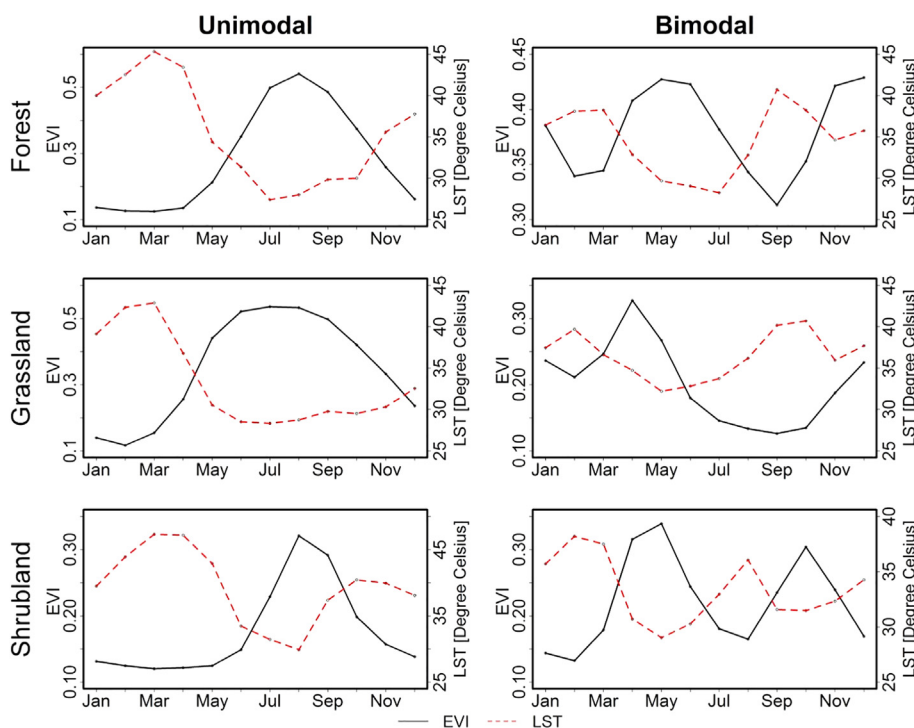 Unimodal Bimodal
Forest
EVI
0.1 0.3 0.5
LST [Degree Celsius]
25 30 35 40 45
Jan Mar May Jul Sep Nov
EVI
0.30 0.35 0.40 0.45
LST [Degree Celsius]
25 30 35 40 45
Jan Mar May Jul Sep Nov
Grassland
EVI
0.1 0.3 0.5
LST [Degree Celsius]
25 30 35 40 45
Jan Mar May Jul Sep Nov
EVI
0.10 0.20 0.30
LST [Degree Celsius]
25 30 35 40 45
Jan Mar May Jul Sep Nov
Shrubland
EVI
0.10 0.20 0.30
LST [Degree Celsius]
25 35 45
Jan Mar May Jul Sep Nov
EVI
0.10 0.20 0.30
LST [Degree Celsius]
25 30 35 40
Jan Mar May Jul Sep Nov
EVI LST